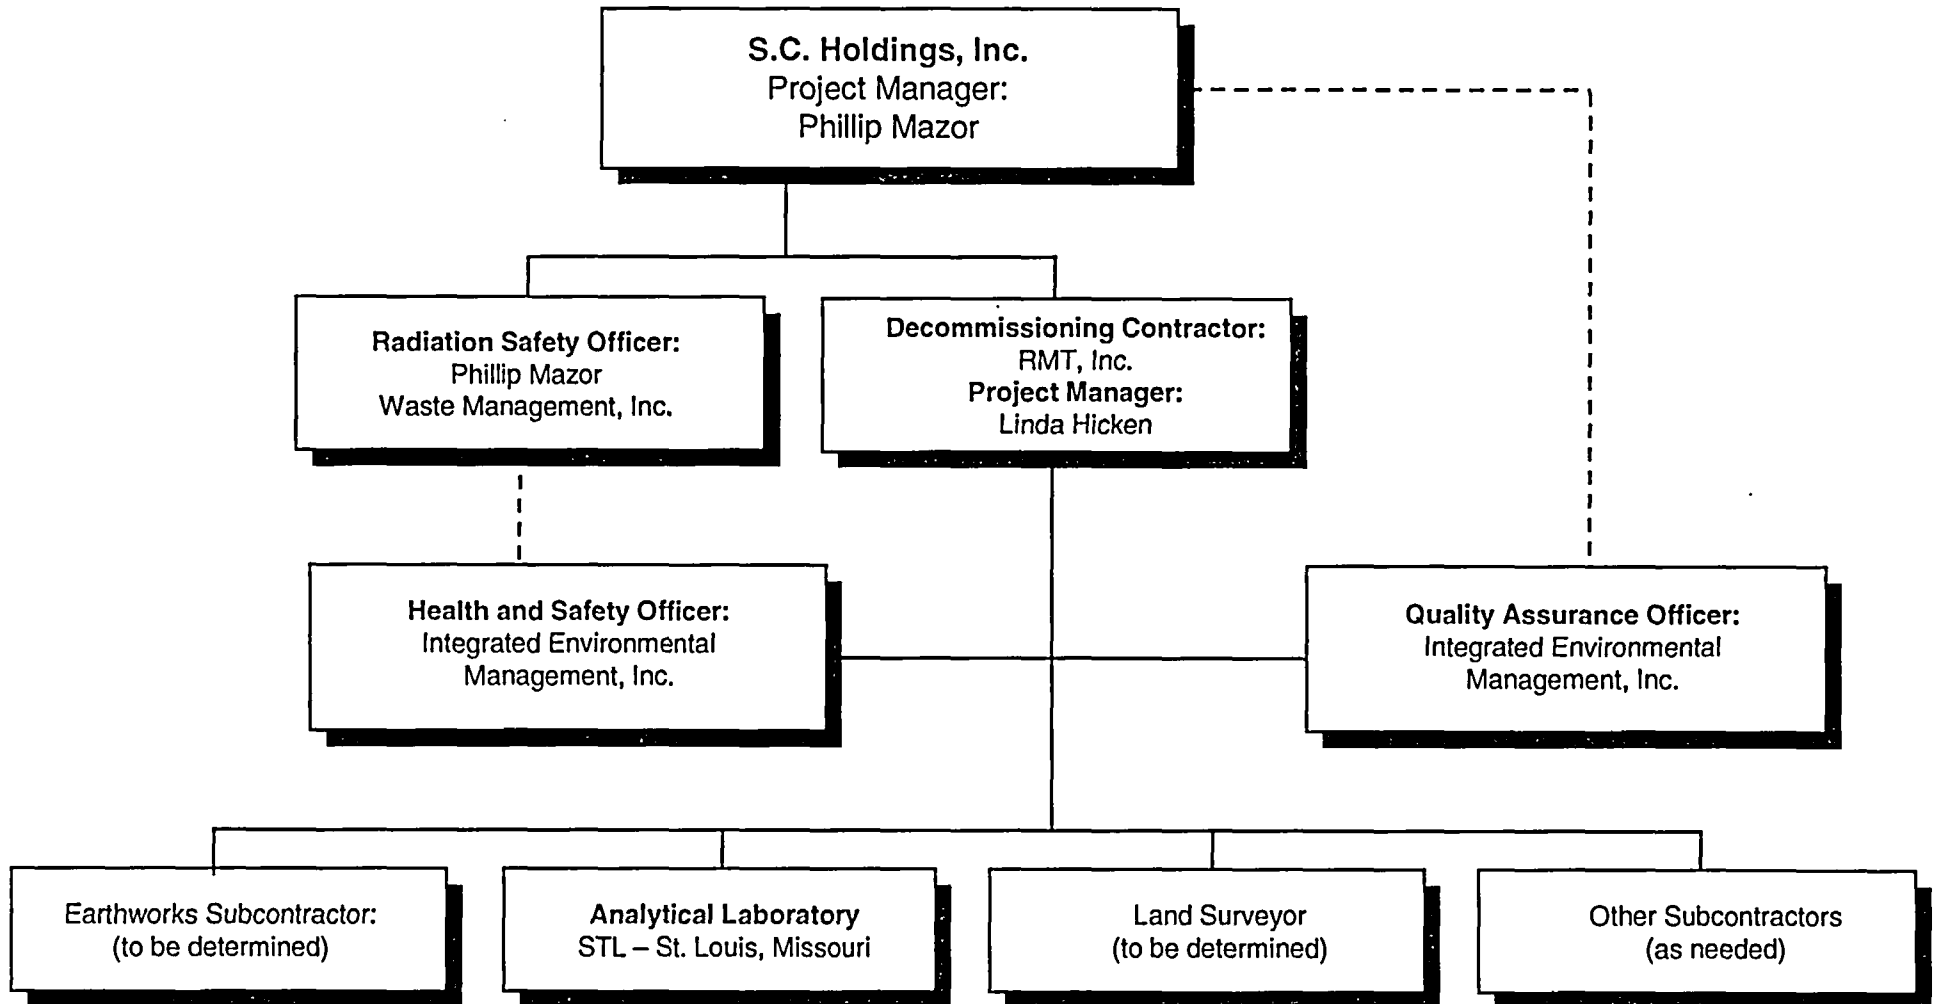 S.C. Holdings, Inc.
Project Manager:
Phillip Mazor
Radiation Safety Officer:
Phillip Mazor
Waste Management, Inc.
Decommissioning Contractor:
RMT, Inc.
Project Manager:
Linda Hicken
Health and Safety Officer:
Integrated Environmental
Management, Inc.
Quality Assurance Officer:
Integrated Environmental
Management, Inc.
Earthworks Subcontractor:
(to be determined)
Analytical Laboratory
STL – St. Louis, Missouri
Land Surveyor
(to be determined)
Other Subcontractors
(as needed)